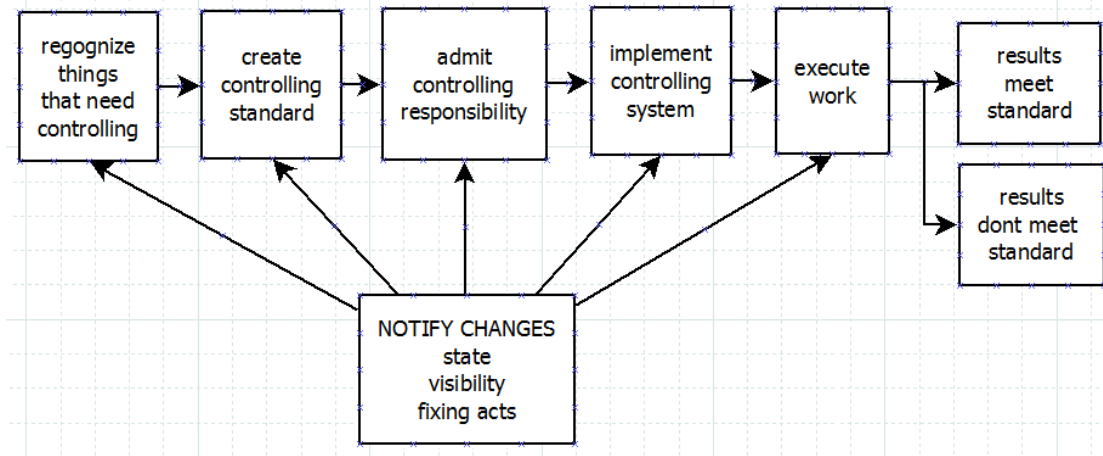 regognize
things
that need
controlling
create
controlling
standard
admit
controlling
responsibility
implement
controlling
system
execute
work
results
meet
standard
results
dont meet
standard
NOTIFY CHANGES
state
visibility
fixing acts